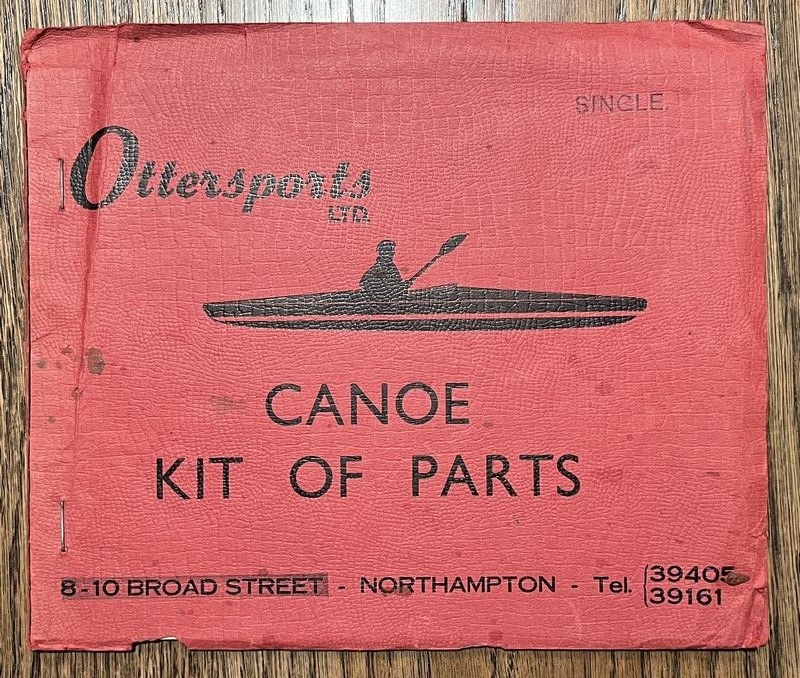 SINGLE.
Ottersports
LTD.
CANOE
KIT OF PARTS
8-10 BROAD STREET - NORTHAMPTON - Tel. 39405
39161